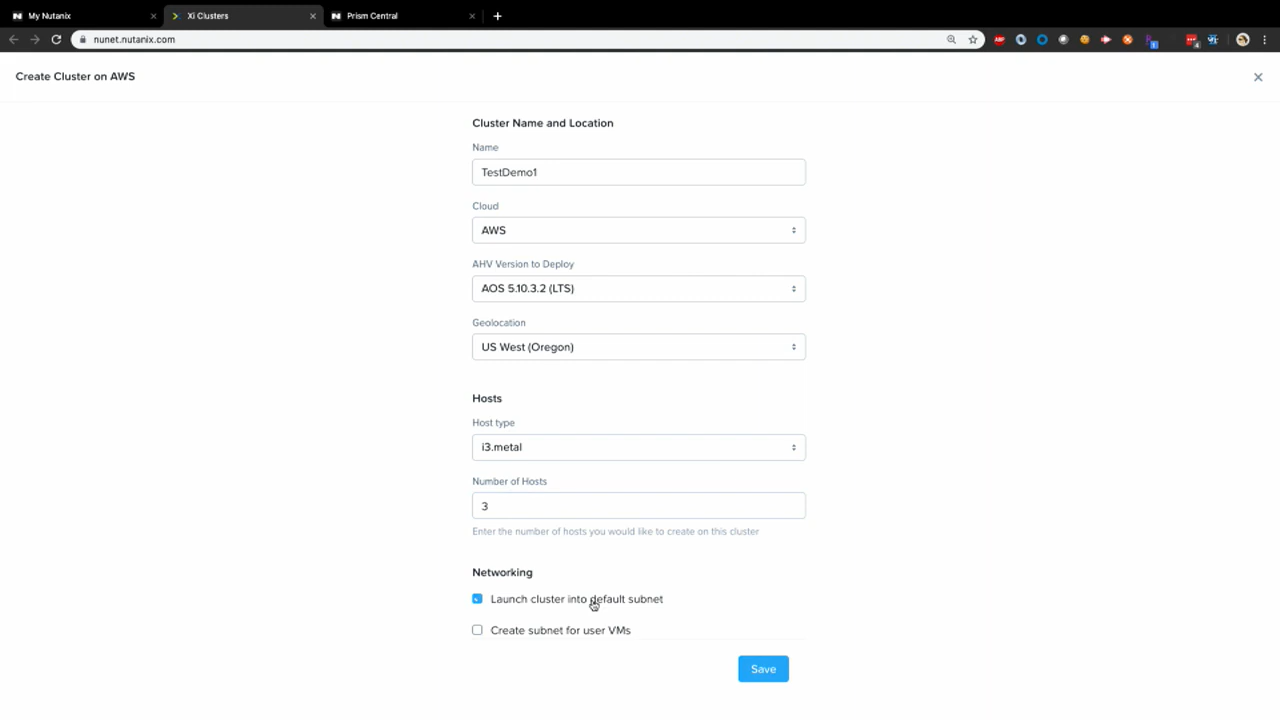 My Nutanix
Xi Clusters
Prism Central
nunet.nutanix.com
Create Cluster on AWS
Cluster Name and Location
Name
TestDemo1
Cloud
AWS
AHV Version to Deploy
AOS 5.10.3.2 (LTS)
Geolocation
US West (Oregon)
Hosts
Host type
i3.metal
Number of Hosts
3
Enter the number of hosts you would like to create on this cluster
Networking
Launch cluster into default subnet
Create subnet for user VMs
Save